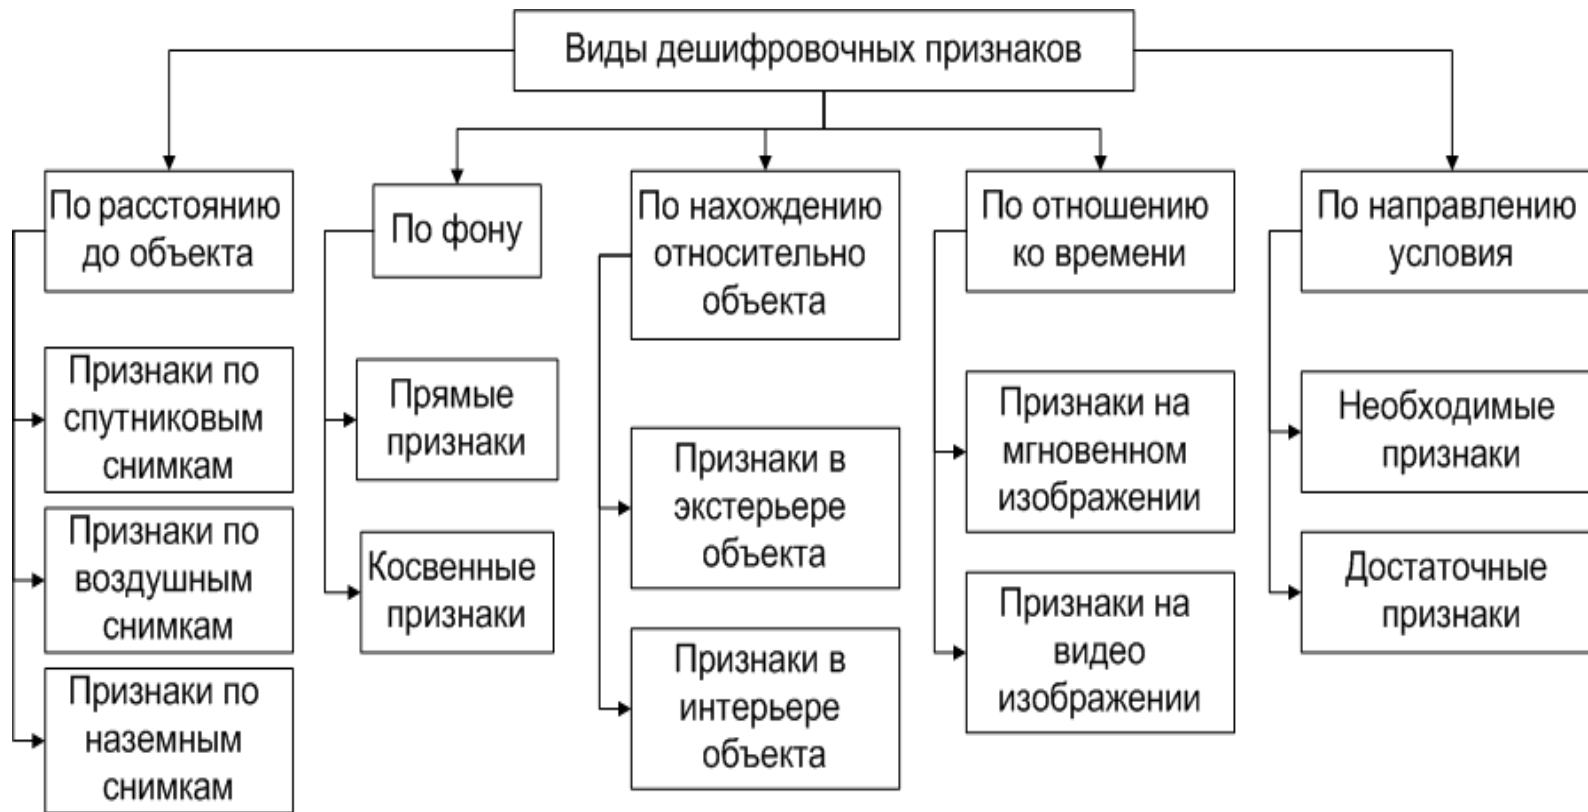 Виды дешифровочных признаков
По расстоянию
до объекта
Признаки по
спутниковым
снимкам
Признаки по
воздушным
снимкам
Признаки по
наземным
снимкам
По фону
Прямые
признаки
Косвенные
признаки
По нахождению
относительно
объекта
Признаки в
экстерьере
объекта
Признаки в
интерьере
объекта
По отношению
ко времени
Признаки на
мгновенном
изображении
Признаки на
видео
изображении
По направлению
условия
Необходимые
признаки
Достаточные
признаки